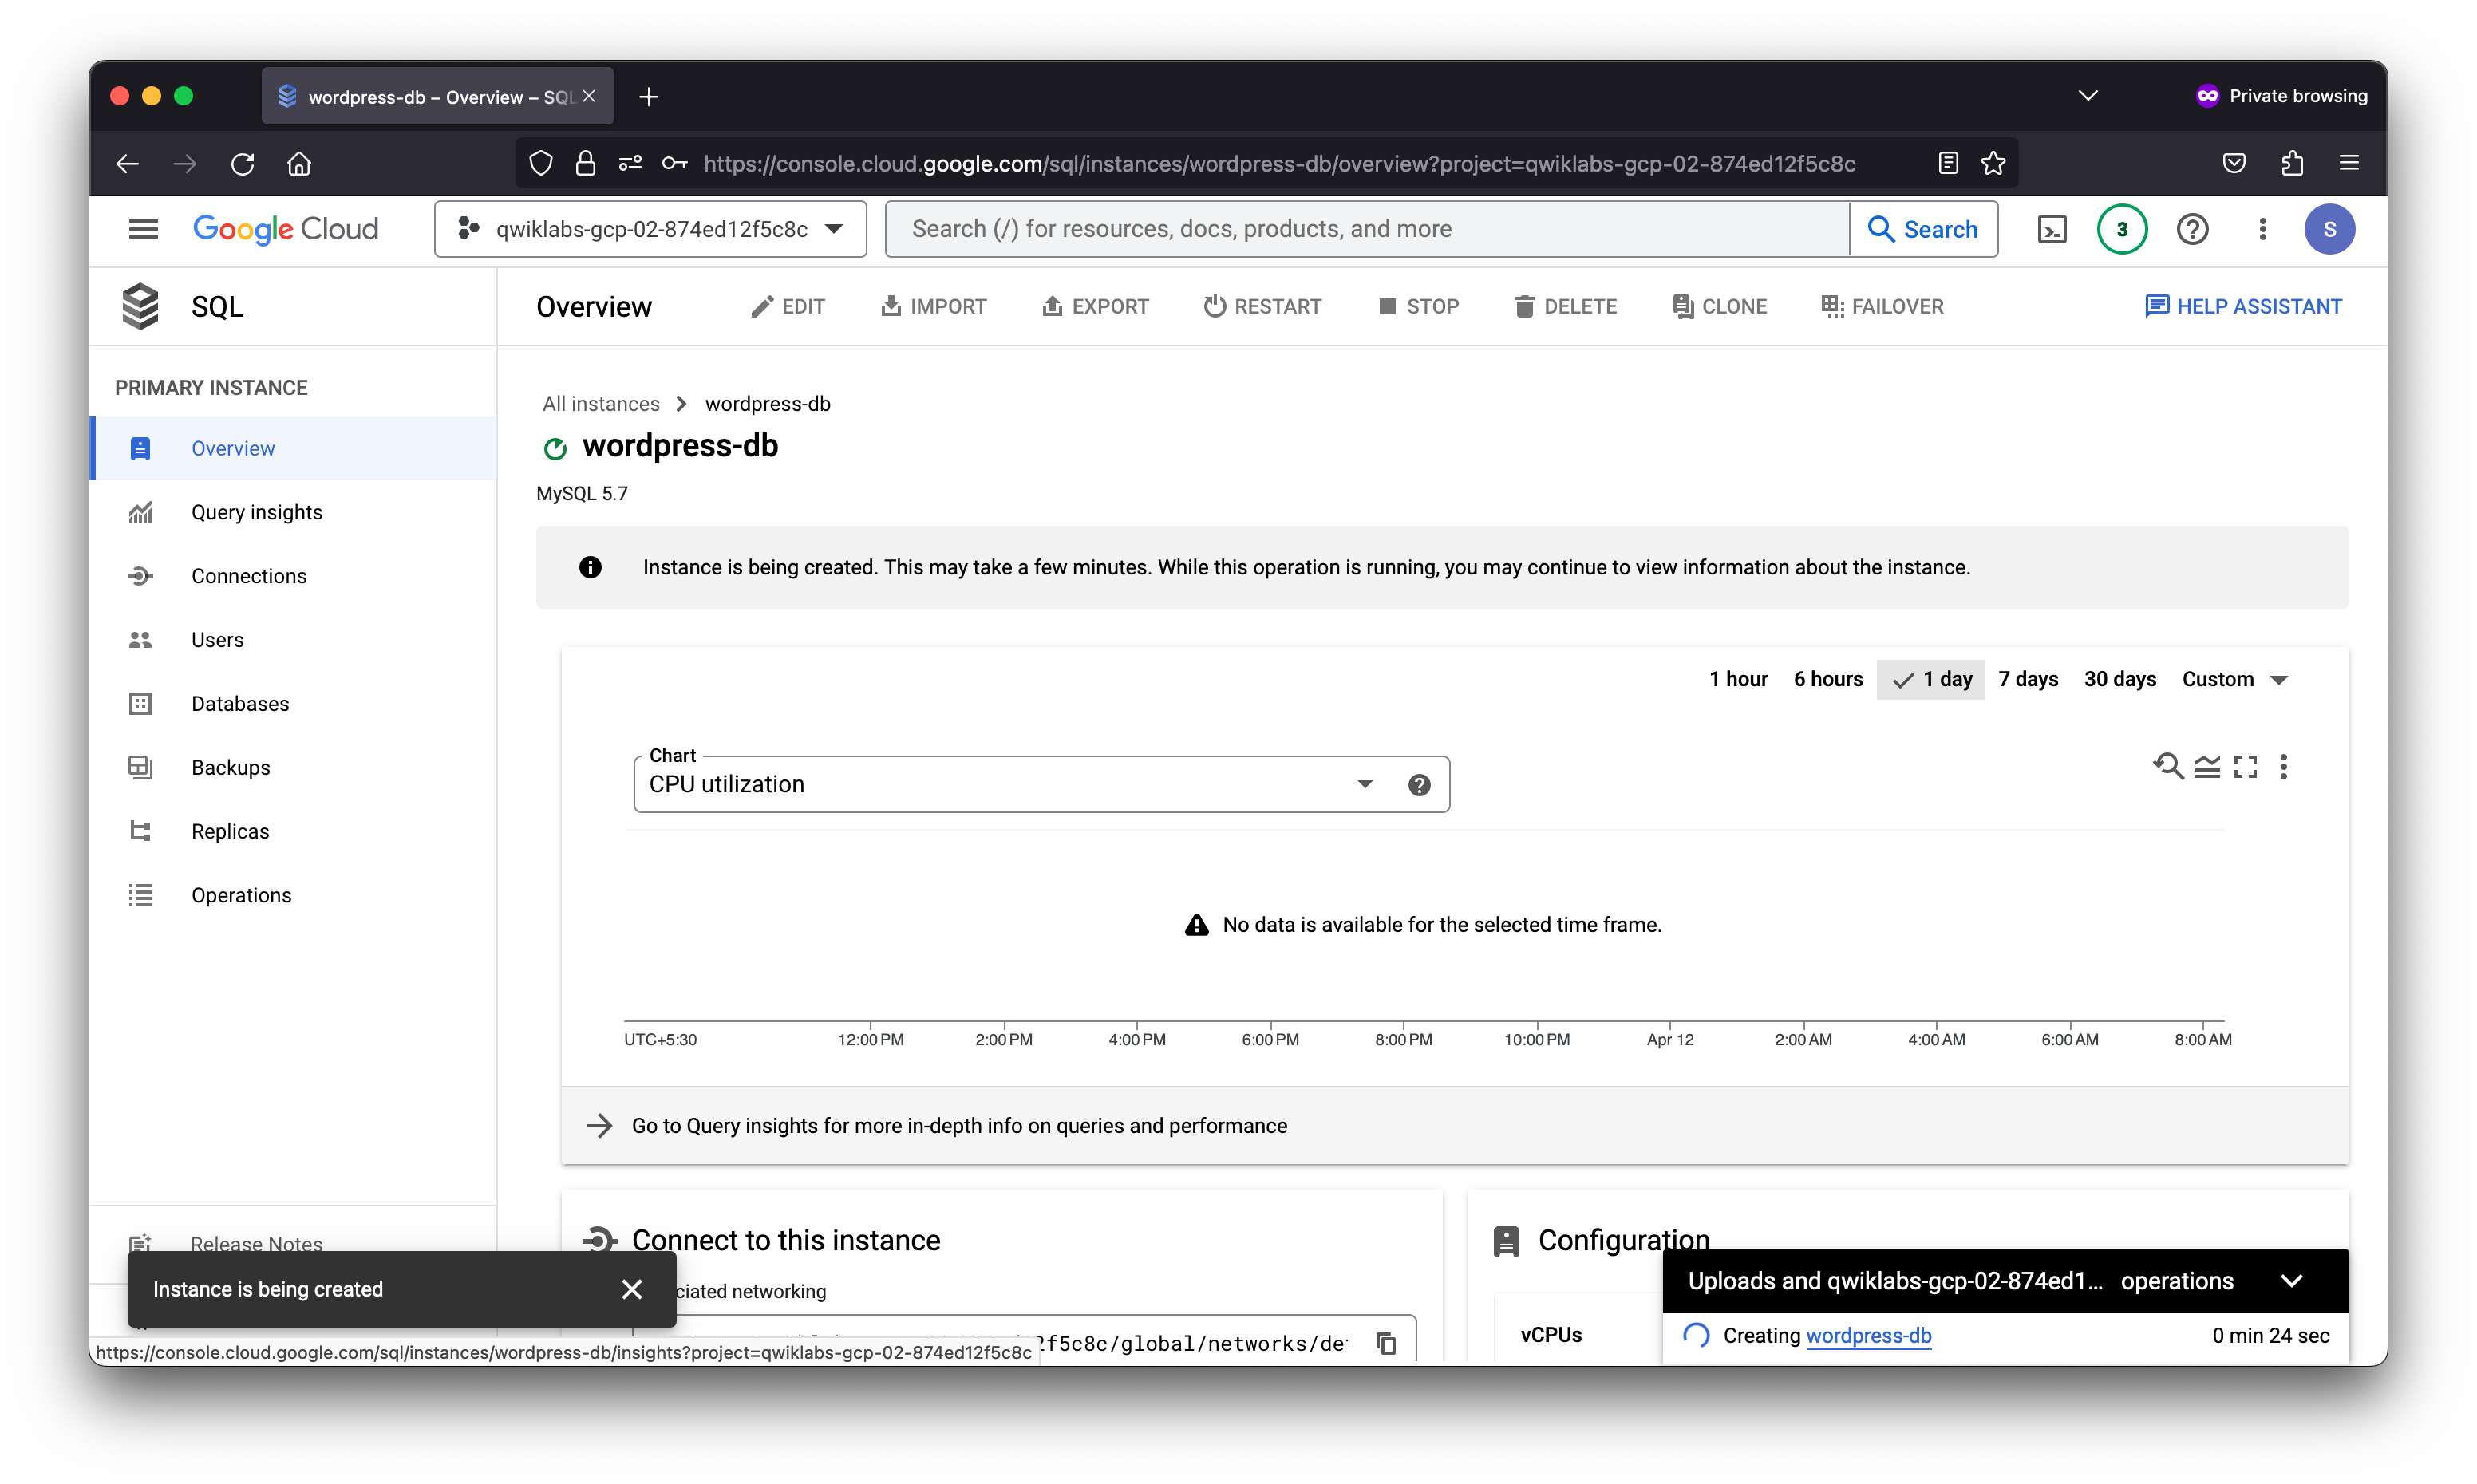 wordpress-db – Overview – SQL
Private browsing
https://console.cloud.google.com/sql/instances/wordpress-db/overview?project=qwiklabs-gcp-02-874ed12f5c8c
Google Cloud
qwiklabs-gcp-02-874ed12f5c8c
Search (/) for resources, docs, products, and more
Search
3
S
SQL
Overview
EDIT
IMPORT
EXPORT
RESTART
STOP
DELETE
CLONE
FAILOVER
HELP ASSISTANT
PRIMARY INSTANCE
Overview
Query insights
Connections
Users
Databases
Backups
Replicas
Operations
Release Notes
All instances
wordpress-db
wordpress-db
MySQL 5.7
Instance is being created. This may take a few minutes. While this operation is running, you may continue to view information about the instance.
1 hour
6 hours
1 day
7 days
30 days
Custom
Chart
CPU utilization
No data is available for the selected time frame.
UTC+5:30
12:00 PM
2:00 PM
4:00 PM
6:00 PM
8:00 PM
10:00 PM
Apr 12
2:00 AM
4:00 AM
6:00 AM
8:00 AM
Go to Query insights for more in-depth info on queries and performance
Connect to this instance
ciated networking
2f5c8c/global/networks/de
Configuration
vCPUs
Instance is being created
Uploads and qwiklabs-gcp-02-874ed1... operations
Creating wordpress-db
0 min 24 sec
https://console.cloud.google.com/sql/instances/wordpress-db/insights?project=qwiklabs-gcp-02-874ed12f5c8c